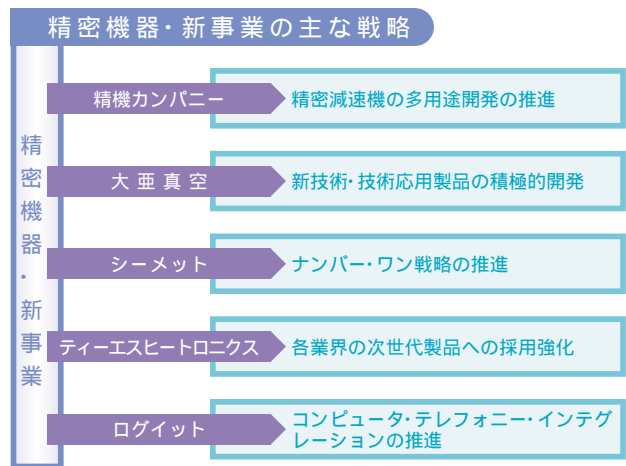 精密機器・新事業の主な戦略
精密機器・新事業
精機カンパニー
精密減速機の多用途開発の推進
大亜真空
新技術・技術応用製品の積極的開発
シーメット
ナンバー・ワン戦略の推進
ティーエスヒートロニクス
各業界の次世代製品への採用強化
ログイット
コンピュータ・テレフォニー・インテグ
レーションの推進